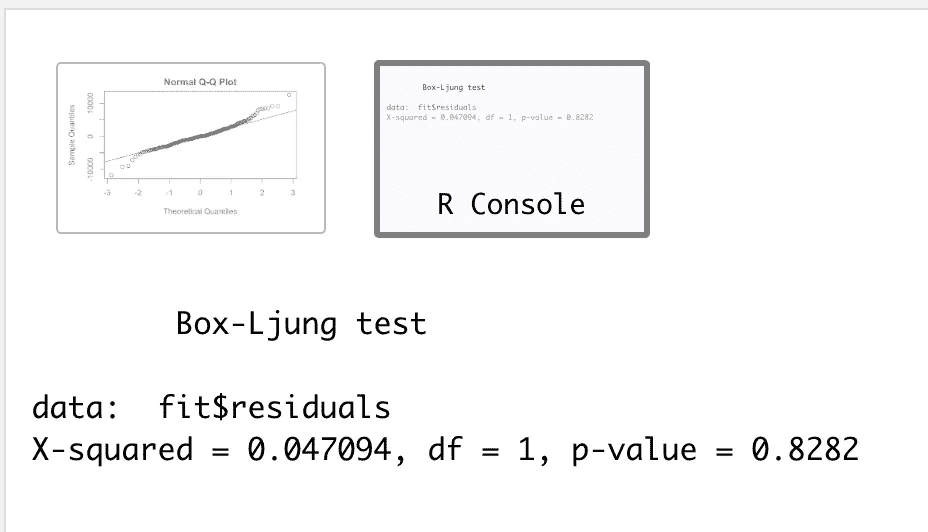 Normal Q-Q Plot
Sample Quantiles
-10000 0 10000
-3 -2 -1 0 1 2 3
Theoretical Quantiles
Box-Ljung test
data:  fit$residuals
X-squared = 0.047094, df = 1, p-value = 0.8282
R Console
Box-Ljung test
data:  fit$residuals
X-squared = 0.047094, df = 1, p-value = 0.8282